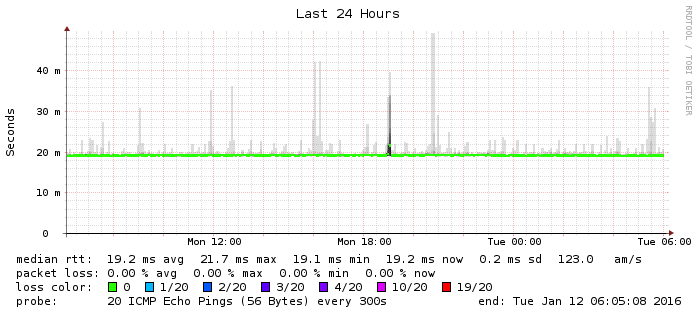 Last 24 Hours
RRDTOOL / TOBI OETIKER
Seconds
40 m
30 m
20 m
10 m
0
Mon 12:00 Mon 18:00 Tue 00:00 Tue 06:00
median rtt: 19.2 ms avg 21.7 ms max 19.1 ms min 19.2 ms now 0.2 ms sd 123.0 am/s
packet loss: 0.00 % avg 0.00 % max 0.00 % min 0.00 % now
loss color: 0 1/20 2/20 3/20 4/20 10/20 19/20
probe: 20 ICMP Echo Pings (56 Bytes) every 300s end: Tue Jan 12 06:05:08 2016